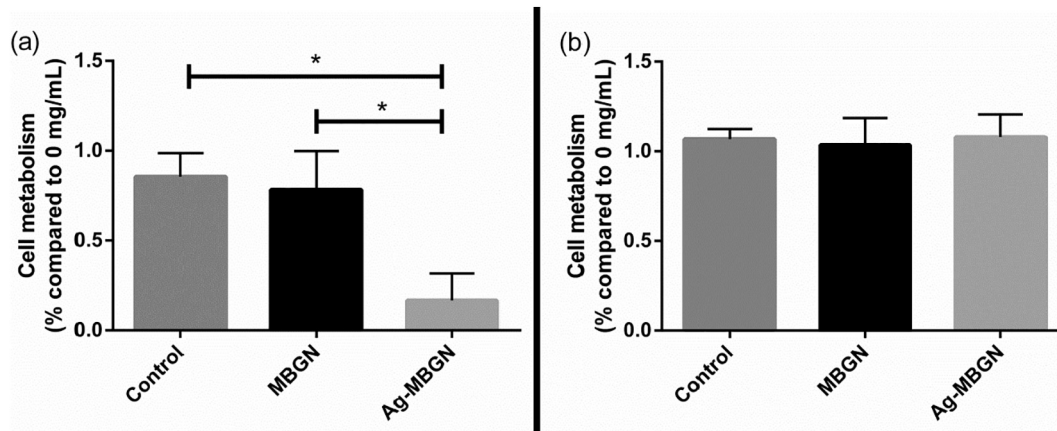 (a)
Cell metabolism
(% compared to 0 mg/mL)
1.5
1.0
0.5
0.0
*
*
Control
MBGN
Ag-MBGN
(b)
Cell metabolism
(% compared to 0 mg/mL)
1.5
1.0
0.5
0.0
Control
MBGN
Ag-MBGN